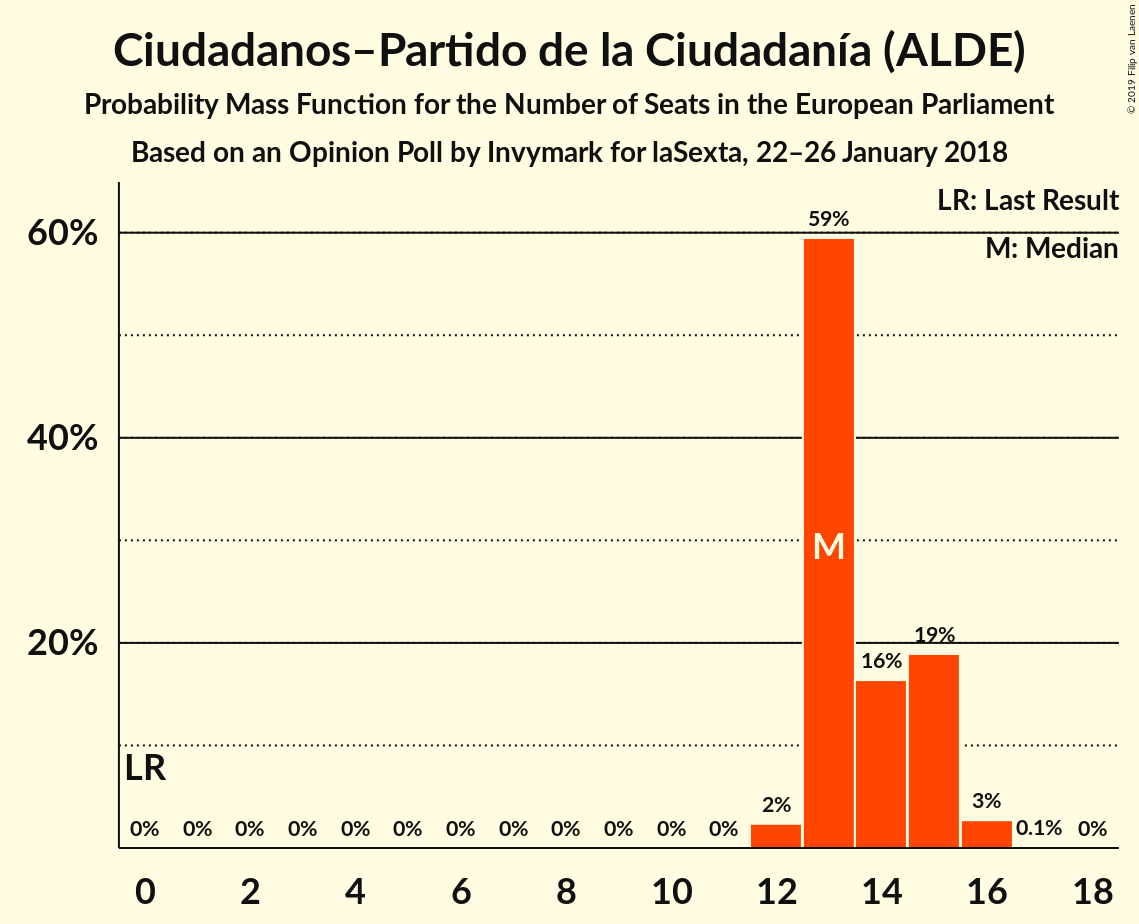 Ciudadanos–Partido de la Ciudadanía (ALDE)
Probability Mass Function for the Number of Seats in the European Parliament
Based on an Opinion Poll by Invymark for laSexta, 22–26 January 2018
© 2019 Filip van Laenen
LR: Last Result
M: Median
60%
40%
20%
59%
M
19%
16%
LR
2%
3%
0% 0% 0% 0% 0% 0% 0% 0% 0% 0% 0% 0% 0.1% 0%
0 2 4 6 8 10 12 14 16 18